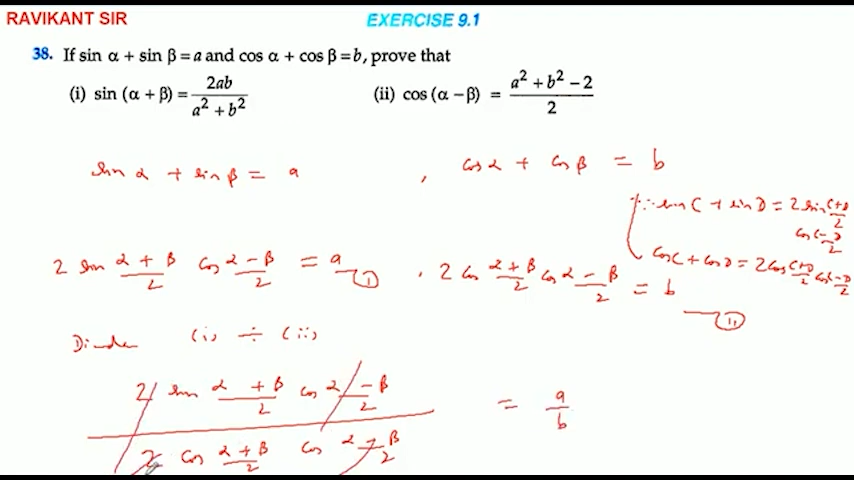 RAVIKANT SIR
EXERCISE 9.1
38. If sin α + sin β = a and cos α + cos β = b, prove that
(i) sin (α + β) = 2ab / a² + b² (ii) cos (α − β) = a² + b² − 2 / 2
sin α + sin β = a , cos α + cos β = b
∵ sin C + sin D = 2 sin C+D/2 cos C−D/2
cos C + cos D = 2 cos C+D/2 cos C−D/2
2 sin α + β/2 cos α − β/2 = a —(i) , 2 cos α + β/2 cos α − β/2 = b —(ii)
(i) ÷ (ii)
2 sin α + β/2 cos α − β/2 / 2 cos α + β/2 cos α − β/2 = a/b